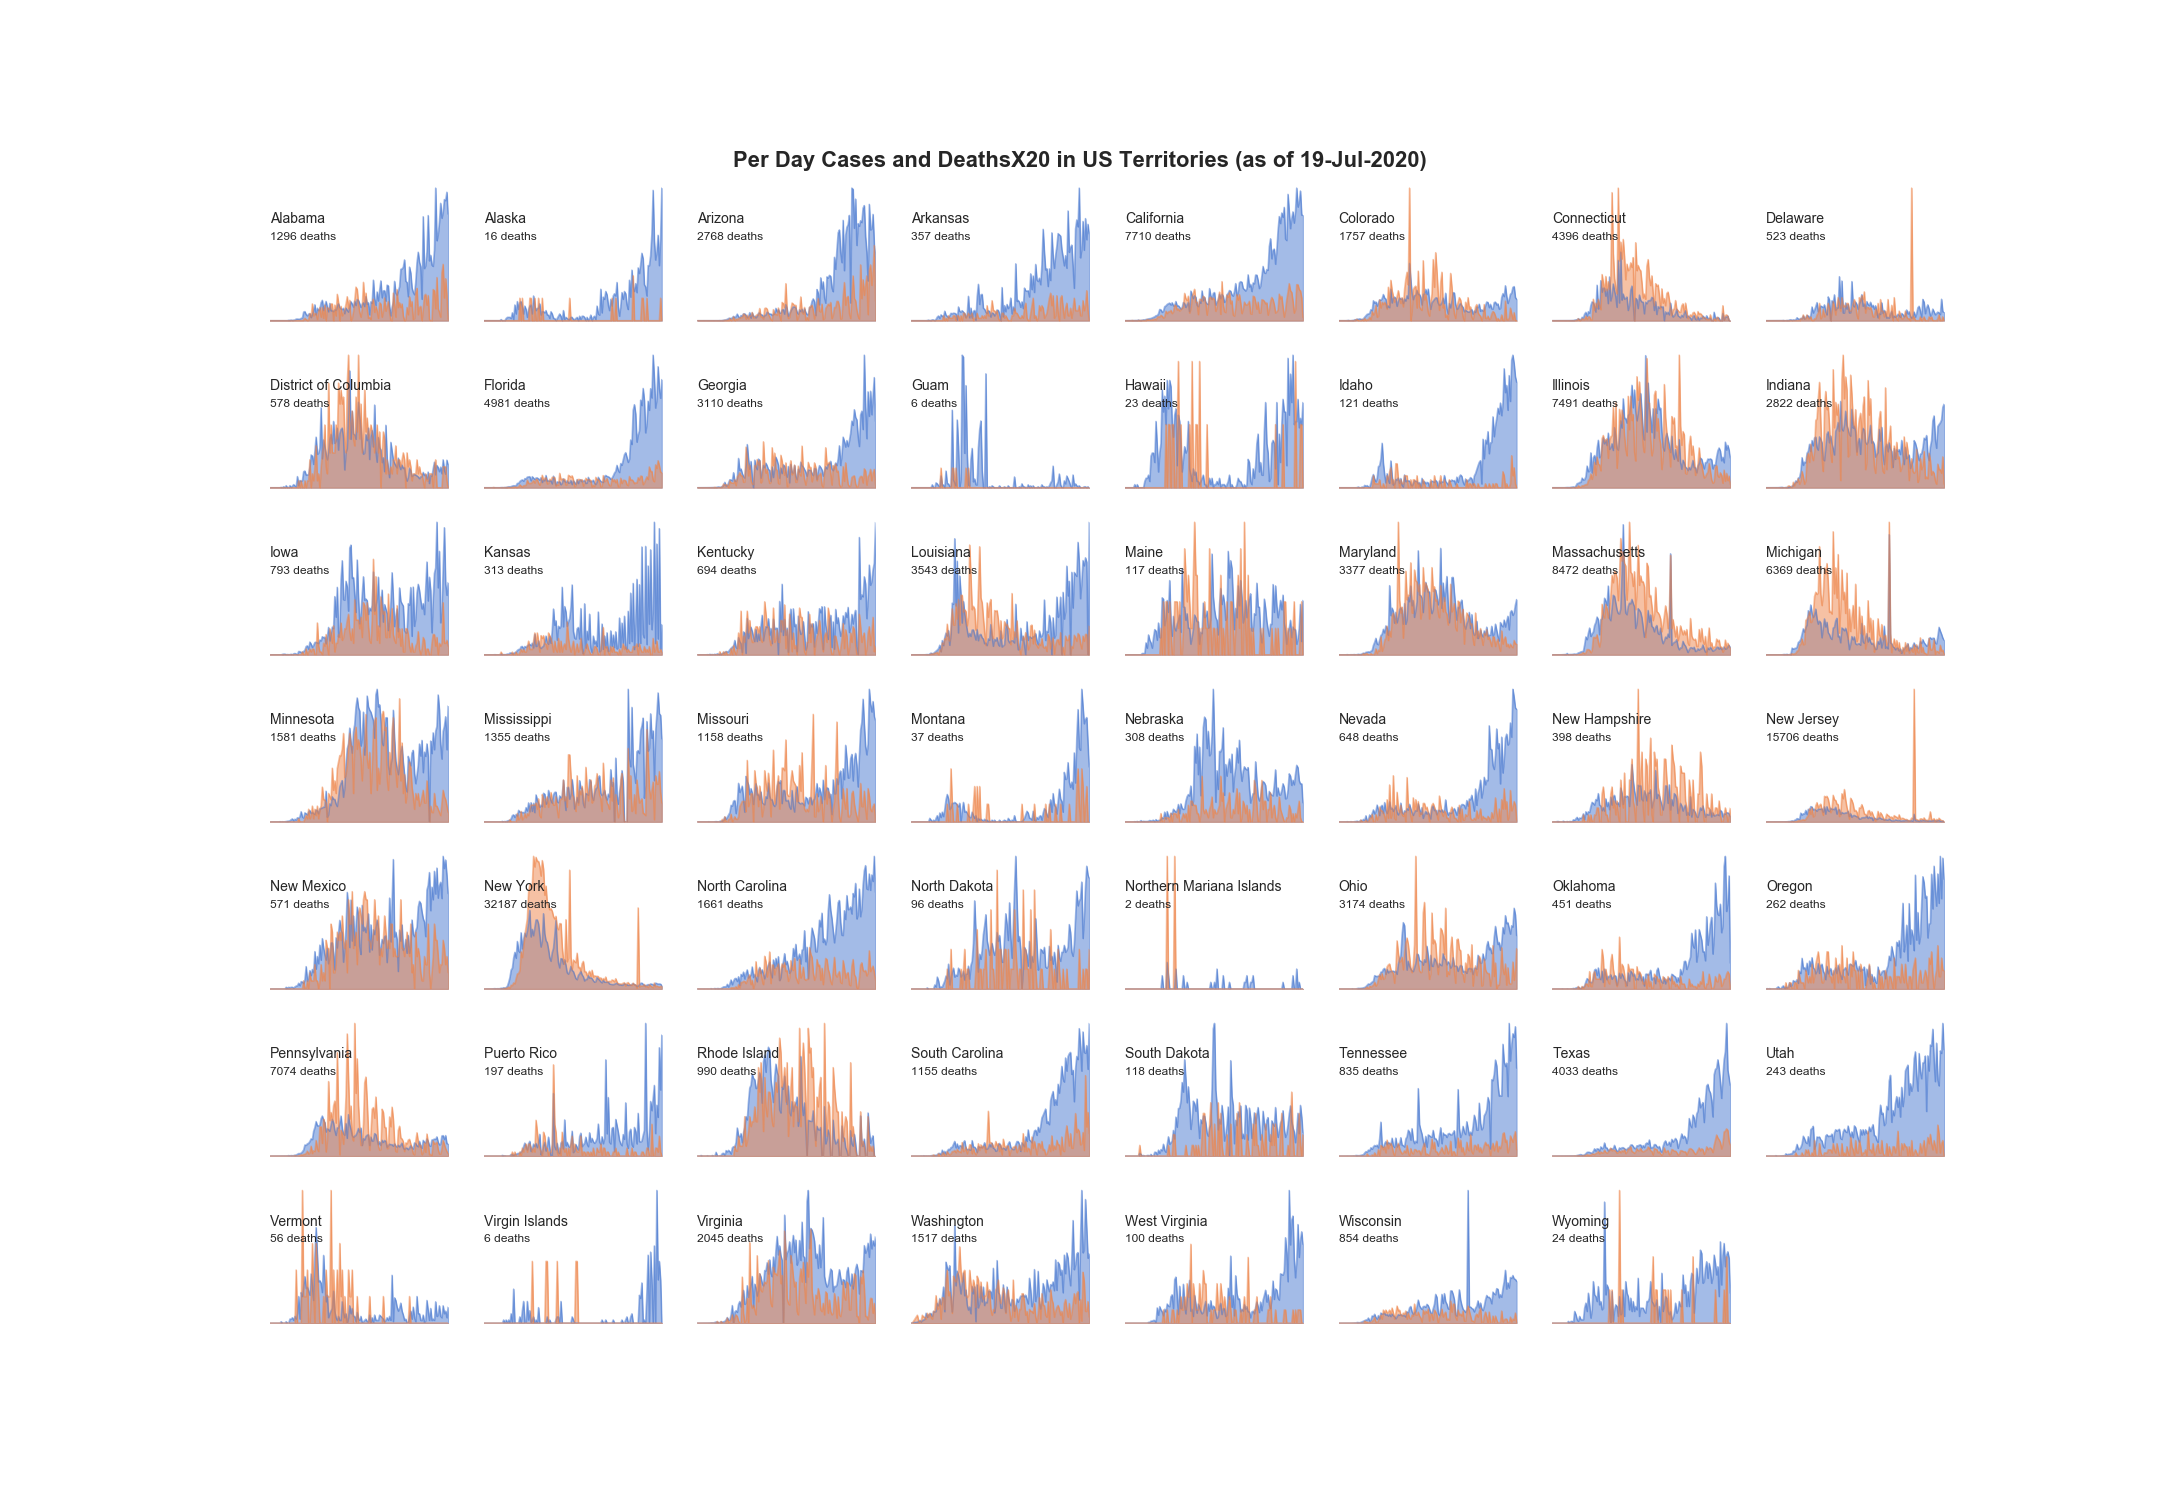 Per Day Cases and DeathsX20 in US Territories (as of 19-Jul-2020)
Alabama
1296 deaths
Alaska
16 deaths
Arizona
2768 deaths
Arkansas
357 deaths
California
7710 deaths
Colorado
1757 deaths
Connecticut
4396 deaths
Delaware
523 deaths
District of Columbia
578 deaths
Florida
4981 deaths
Georgia
3110 deaths
Guam
6 deaths
Hawaii
23 deaths
Idaho
121 deaths
Illinois
7491 deaths
Indiana
2822 deaths
Iowa
793 deaths
Kansas
313 deaths
Kentucky
694 deaths
Louisiana
3543 deaths
Maine
117 deaths
Maryland
3377 deaths
Massachusetts
8472 deaths
Michigan
6369 deaths
Minnesota
1581 deaths
Mississippi
1355 deaths
Missouri
1158 deaths
Montana
37 deaths
Nebraska
308 deaths
Nevada
648 deaths
New Hampshire
398 deaths
New Jersey
15706 deaths
New Mexico
571 deaths
New York
32187 deaths
North Carolina
1661 deaths
North Dakota
96 deaths
Northern Mariana Islands
2 deaths
Ohio
3174 deaths
Oklahoma
451 deaths
Oregon
262 deaths
Pennsylvania
7074 deaths
Puerto Rico
197 deaths
Rhode Island
990 deaths
South Carolina
1155 deaths
South Dakota
118 deaths
Tennessee
835 deaths
Texas
4033 deaths
Utah
243 deaths
Vermont
56 deaths
Virgin Islands
6 deaths
Virginia
2045 deaths
Washington
1517 deaths
West Virginia
100 deaths
Wisconsin
854 deaths
Wyoming
24 deaths